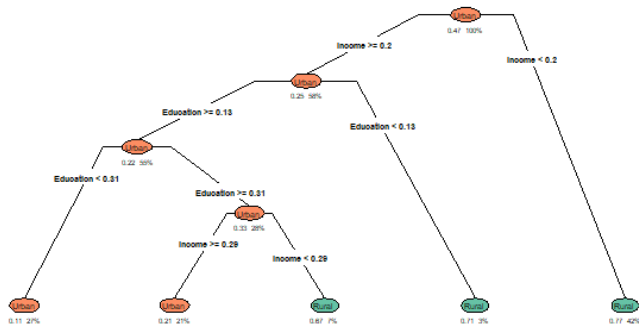 Urban
0.47 100%
Income >= 0.2
Income < 0.2
Urban
0.25 58%
Education >= 0.13
Education < 0.13
Urban
0.22 55%
Education < 0.31
Education >= 0.31
Urban
0.33 28%
Income >= 0.29
Income < 0.29
Urban
0.11 27%
Urban
0.21 21%
Rural
0.67 7%
Rural
0.71 3%
Rural
0.77 42%